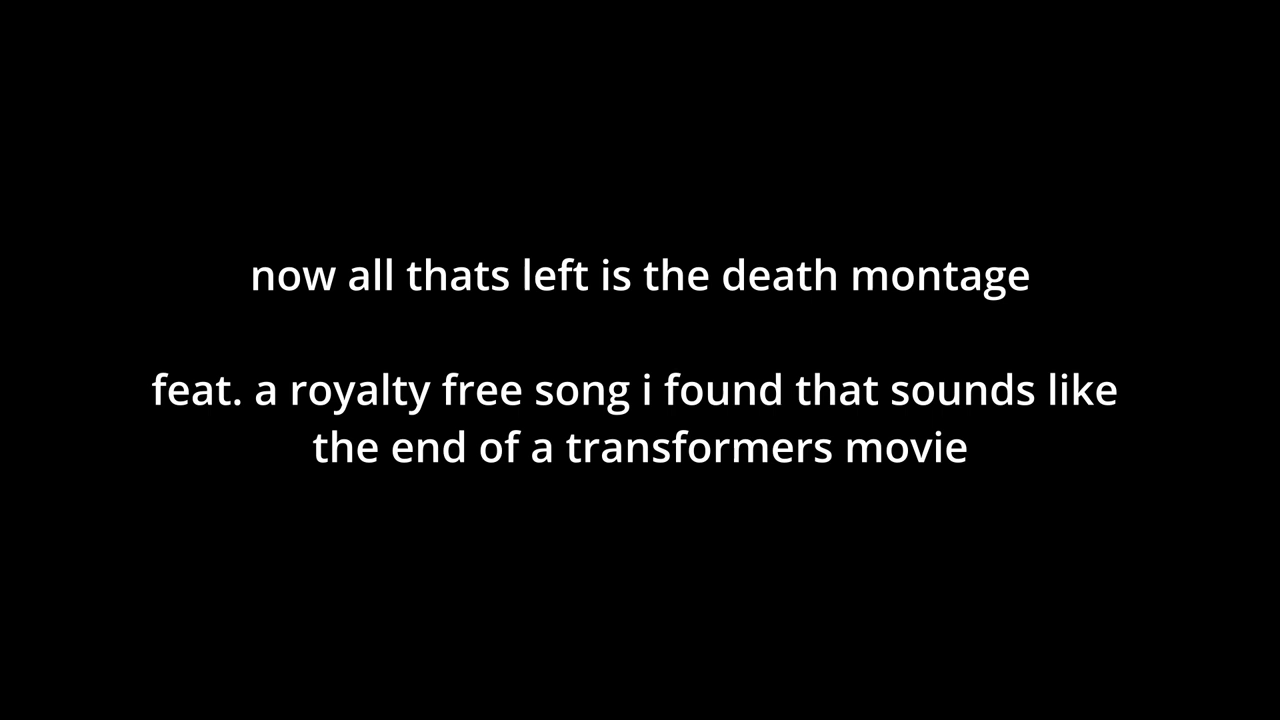 now all thats left is the death montage
feat. a royalty free song i found that sounds like
the end of a transformers movie